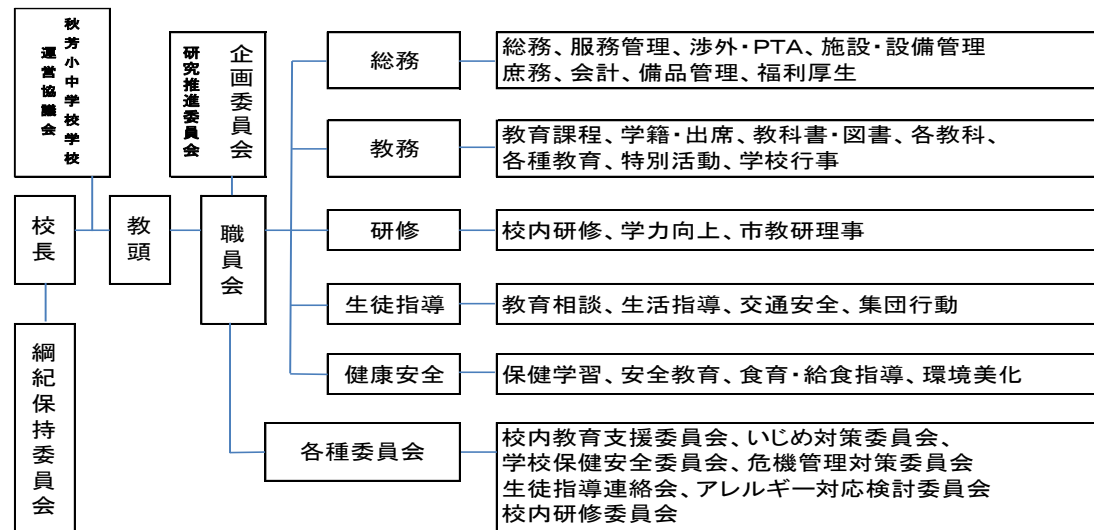 秋芳小中学校学校
運営協議会
企画委員会
研究推進委員会
校長
教頭
職員会
綱紀保持委員会
総務
総務、服務管理、渉外・PTA、施設・設備管理
庶務、会計、備品管理、福利厚生
教務
教育課程、学籍・出席、教科書・図書、各教科、
各種教育、特別活動、学校行事
研修
校内研修、学力向上、市教研理事
生徒指導
教育相談、生活指導、交通安全、集団行動
健康安全
保健学習、安全教育、食育・給食指導、環境美化
各種委員会
校内教育支援委員会、いじめ対策委員会、
学校保健安全委員会、危機管理対策委員会
生徒指導連絡会、アレルギー対応検討委員会
校内研修委員会